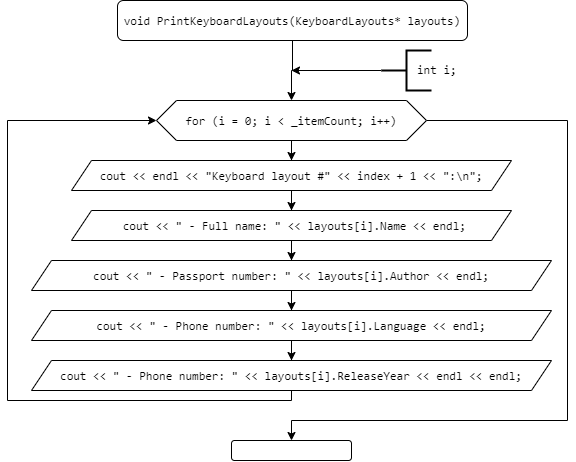 void PrintKeyboardLayouts(KeyboardLayouts* layouts)
int i;
for (i = 0; i < _itemCount; i++)
cout << endl << "Keyboard layout #" << index + 1 << ":\n";
cout << " - Full name: " << layouts[i].Name << endl;
cout << " - Passport number: " << layouts[i].Author << endl;
cout << " - Phone number: " << layouts[i].Language << endl;
cout << " - Phone number: " << layouts[i].ReleaseYear << endl << endl;